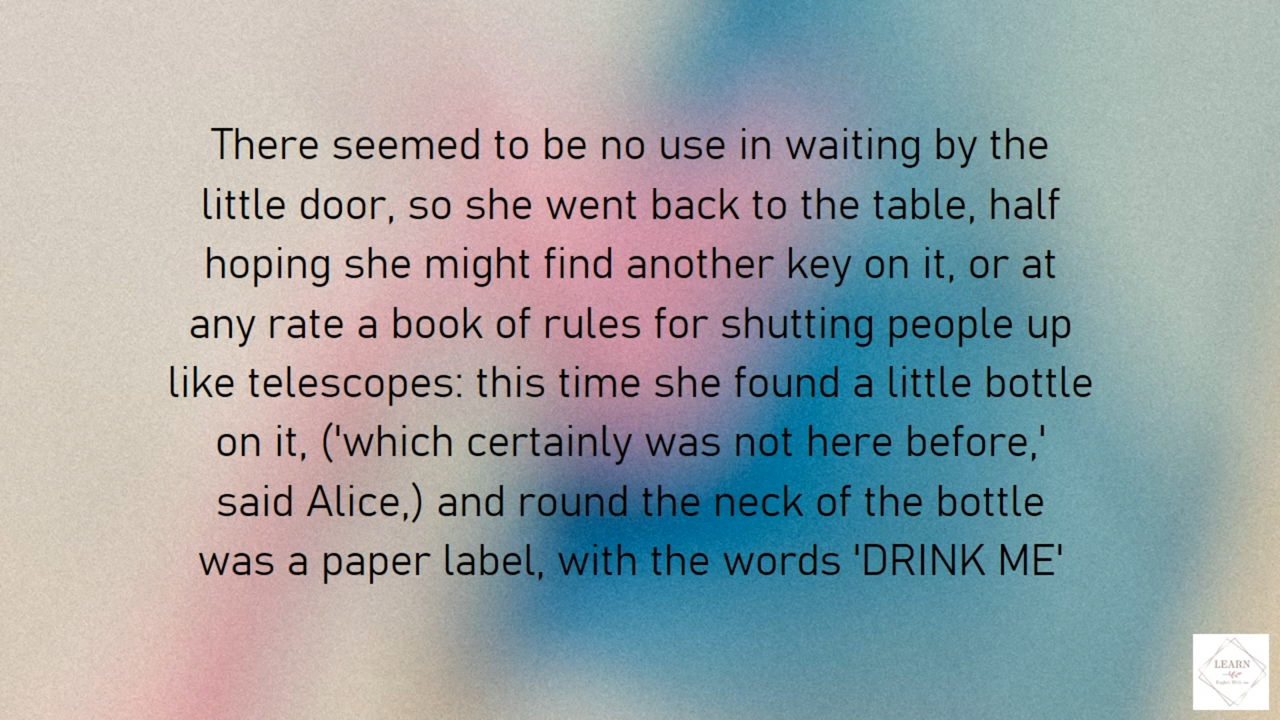 There seemed to be no use in waiting by the
little door, so she went back to the table, half
hoping she might find another key on it, or at
any rate a book of rules for shutting people up
like telescopes: this time she found a little bottle
on it, ('which certainly was not here before,'
said Alice,) and round the neck of the bottle
was a paper label, with the words 'DRINK ME'
LEARN